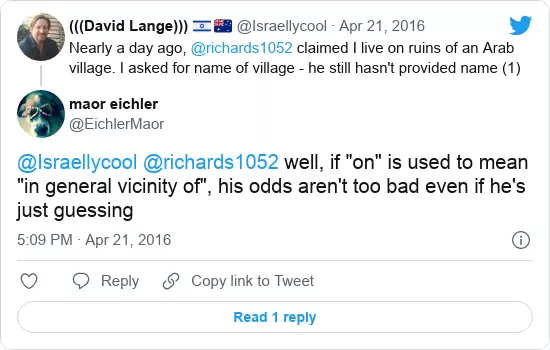 (((David Lange))) 🇮🇱 🇦🇺 @Israellycool · Apr 21, 2016
Nearly a day ago, @richards1052 claimed I live on ruins of an Arab
village. I asked for name of village - he still hasn't provided name (1)
maor eichler
@EichlerMaor
@Israellycool @richards1052 well, if "on" is used to mean
"in general vicinity of", his odds aren't too bad even if he's
just guessing
5:09 PM · Apr 21, 2016
Reply
Copy link to Tweet
Read 1 reply